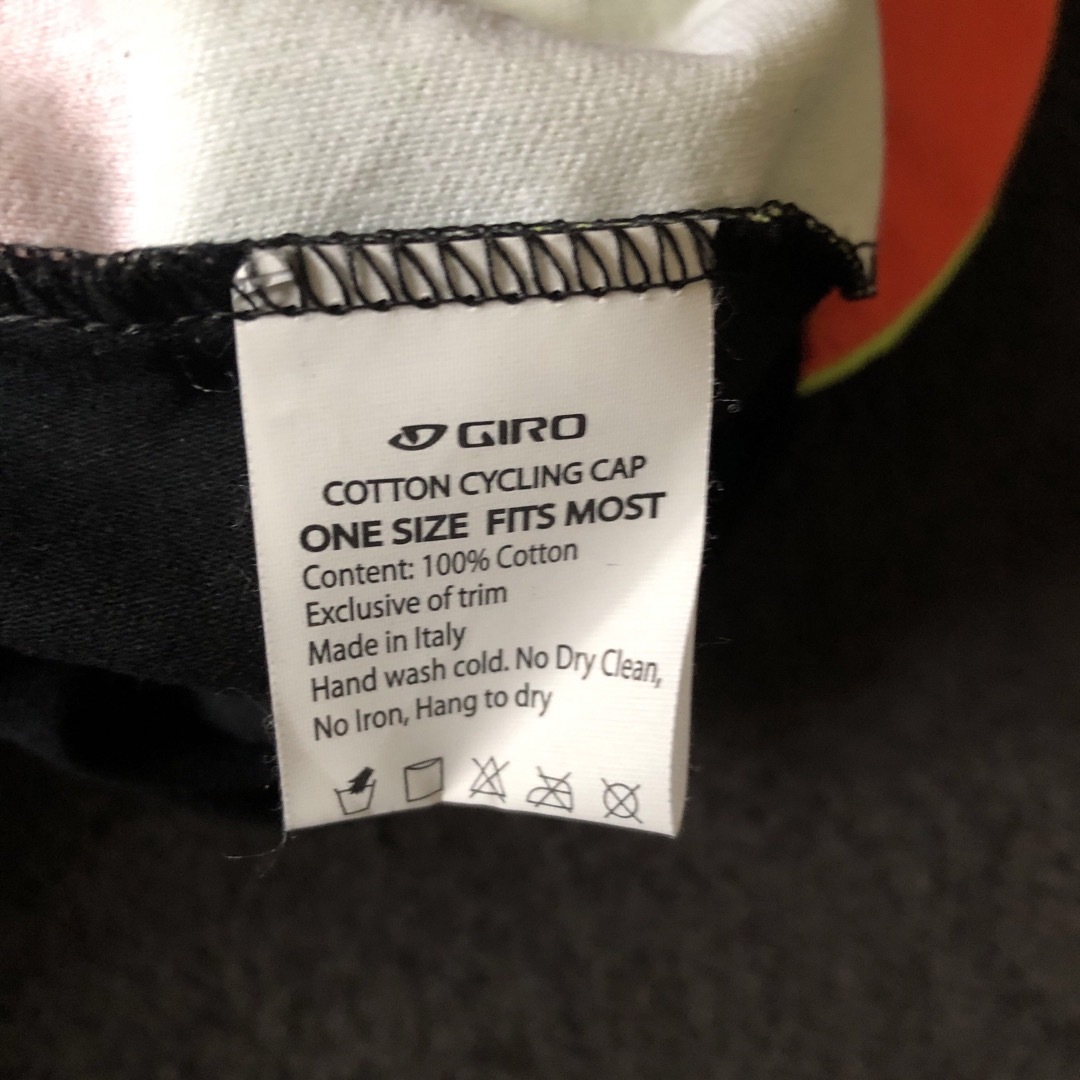 GIRO
COTTON CYCLING CAP
ONE SIZE FITS MOST
Content: 100% Cotton
Exclusive of trim
Made in Italy
Hand wash cold. No Dry Clean,
No Iron, Hang to dry